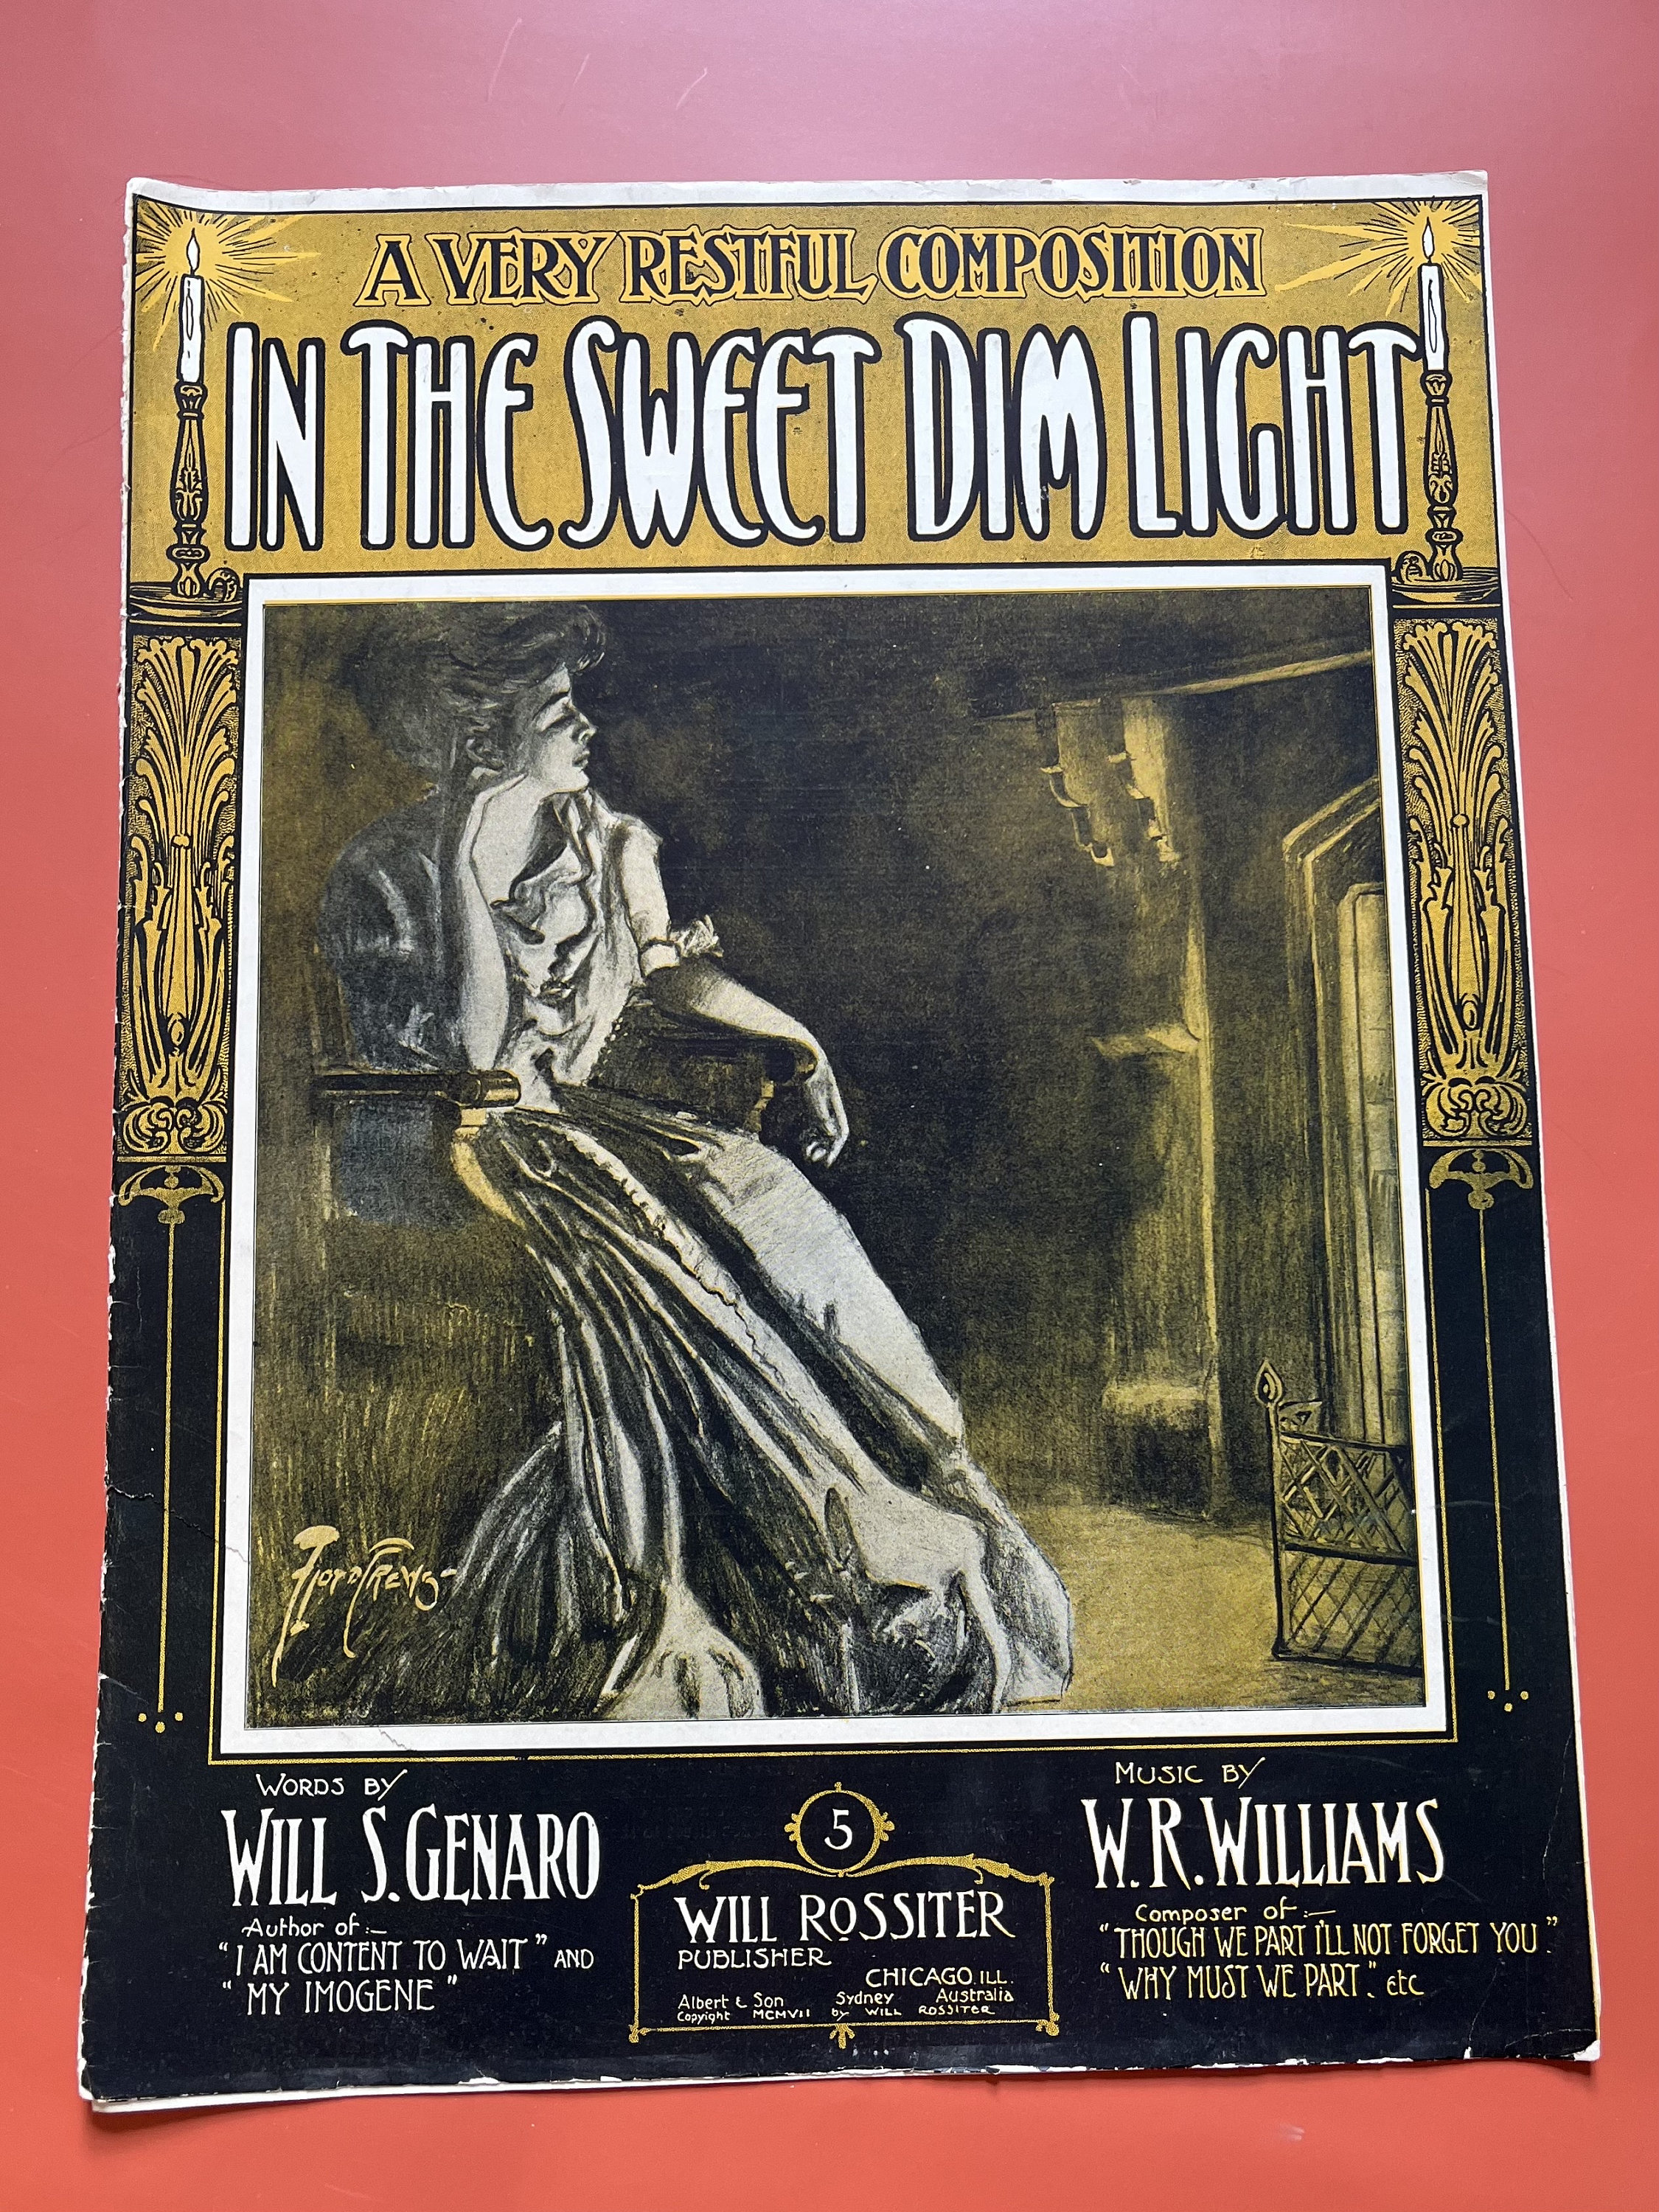 A VERY RESTFUL COMPOSITION
IN THE SWEET DIM LIGHT
WORDS BY
WILL S. GENARO
Author of:—
"I AM CONTENT TO WAIT" AND
"MY IMOGENE"
5
WILL ROSSITER
PUBLISHER
CHICAGO. ILL.
Albert & Son Sydney Australia
Copyright MCMVII by WILL ROSSITER
MUSIC BY
W. R. WILLIAMS
Composer of:—
"THOUGH WE PART I'LL NOT FORGET YOU".
"WHY MUST WE PART", etc